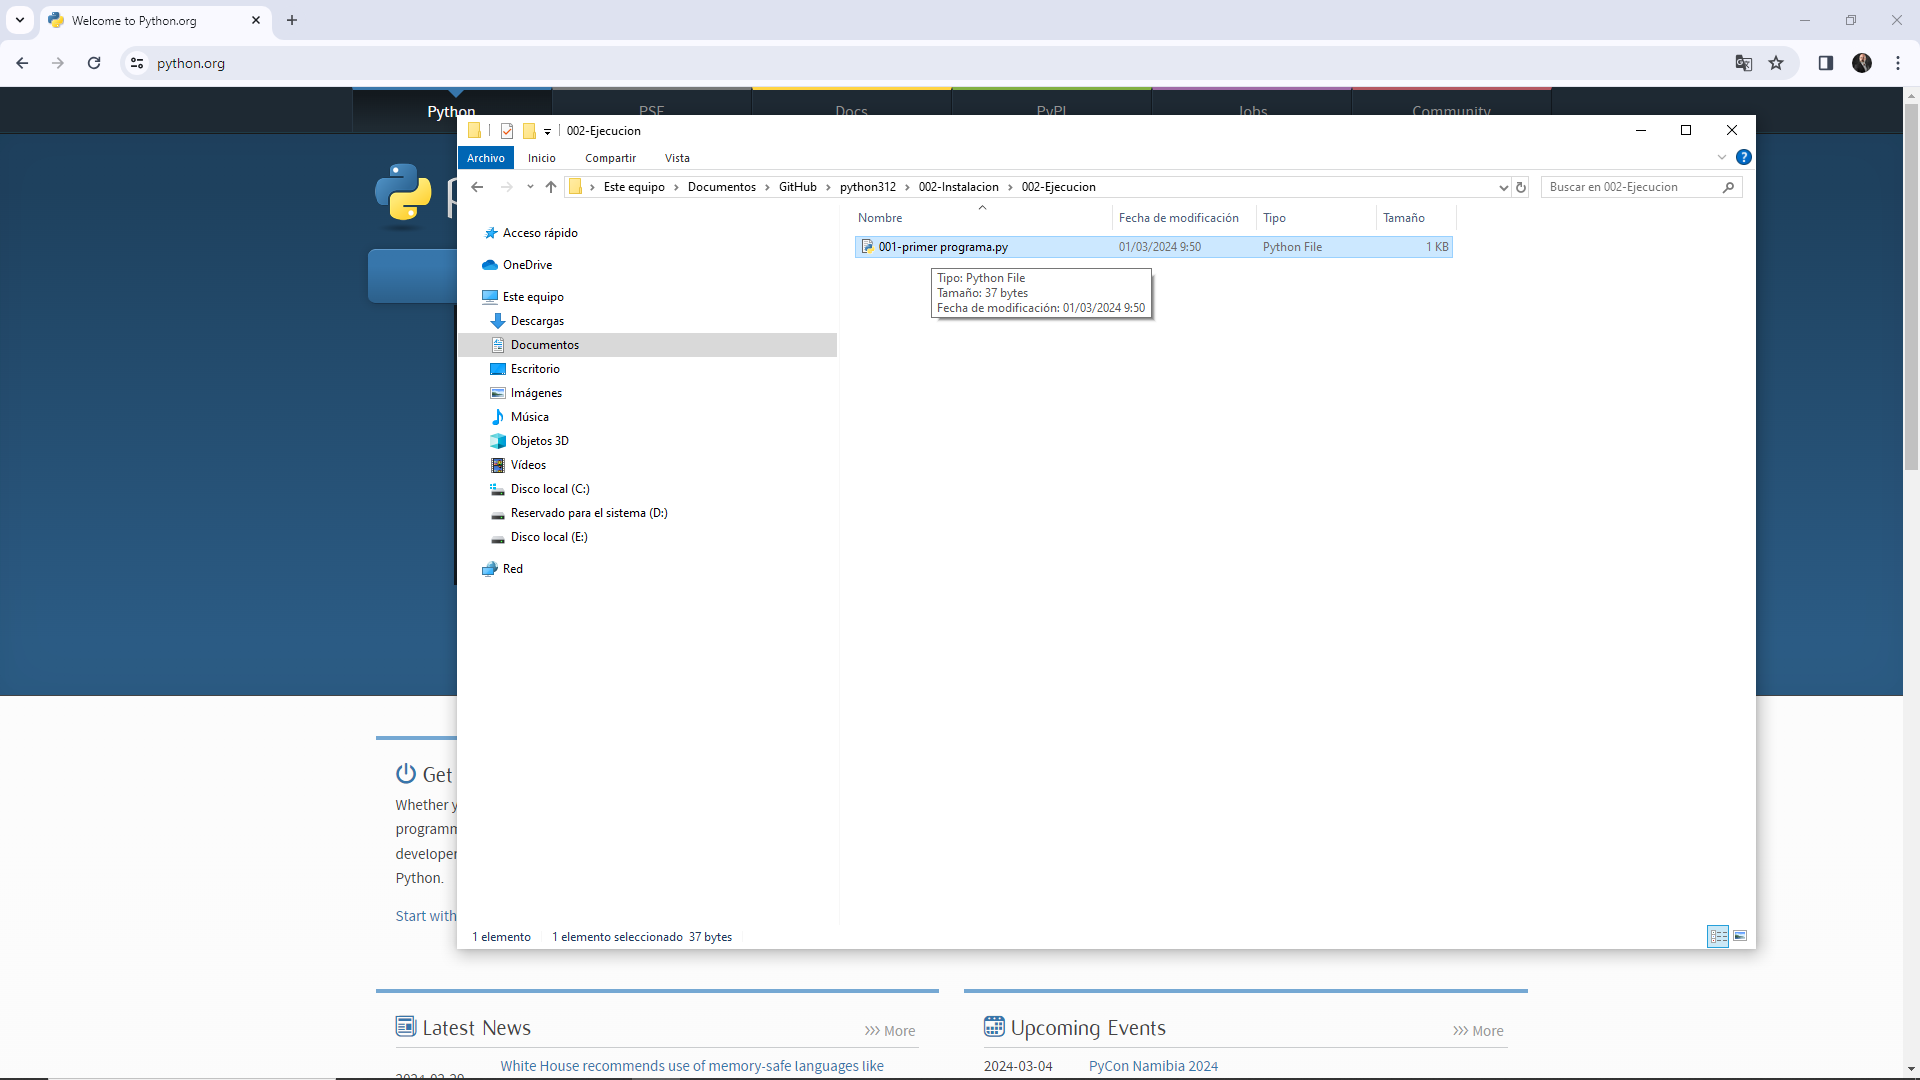 Welcome to Python.org
python.org
Python
PSF
Docs
PyPI
Jobs
Community
002-Ejecucion
Archivo
Inicio
Compartir
Vista
Este equipo
Documentos
GitHub
python312
002-Instalacion
002-Ejecucion
Buscar en 002-Ejecucion
Nombre
Fecha de modificación
Tipo
Tamaño
001-primer programa.py
01/03/2024 9:50
Python File
1 KB
Tipo: Python File
Tamaño: 37 bytes
Fecha de modificación: 01/03/2024 9:50
Acceso rápido
OneDrive
Este equipo
Descargas
Documentos
Escritorio
Imágenes
Música
Objetos 3D
Vídeos
Disco local (C:)
Reservado para el sistema (D:)
Disco local (E:)
Red
1 elemento
1 elemento seleccionado 37 bytes
Get
Whether
programm
developer
Python.
Start with
Latest News
>>> More
White House recommends use of memory-safe languages like
Upcoming Events
>>> More
2024-03-04
PyCon Namibia 2024